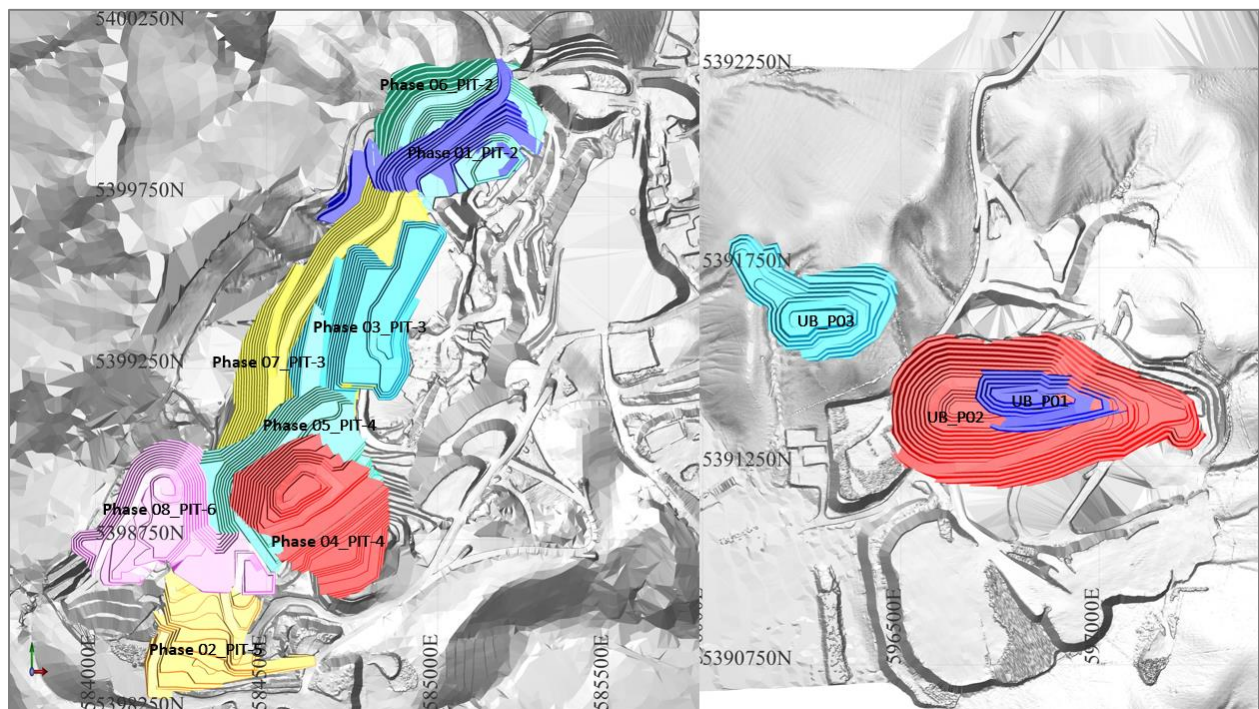 5400250N
Phase 06_PIT-2
Phase 01_PIT-2
5399750N
Phase 03_PIT-3
5399250N
Phase 07_PIT-3
Phase 05_PIT-4
Phase 08_PIT-6
5398750N
Phase 04_PIT-4
Phase 02_PIT-5
5398250N
584000E
585000E
585500E
5392250N
5391750N
UB_P03
UB_P01
UB_P02
5391250N
5390750N
596500E
597000E